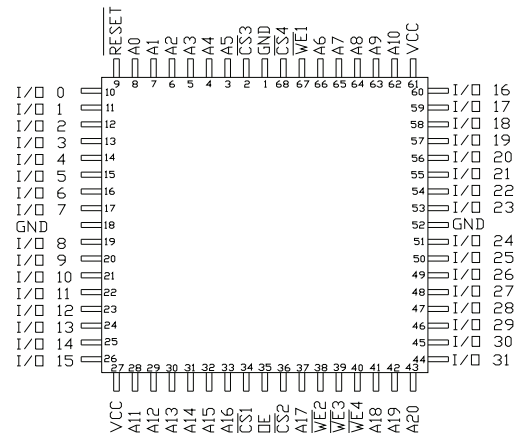 RESET A0 A1 A2 A3 A4 A5 CS3 GND CS4 WE1 A6 A7 A8 A9 A10 VCC
9 8 7 6 5 4 3 2 1 68 67 66 65 64 63 62 61
I/O 0 10 60 I/O 16
I/O 1 11 59 I/O 17
I/O 2 12 58 I/O 18
I/O 3 13 57 I/O 19
I/O 4 14 56 I/O 20
I/O 5 15 55 I/O 21
I/O 6 16 54 I/O 22
I/O 7 17 53 I/O 23
GND 18 52 GND
I/O 8 19 51 I/O 24
I/O 9 20 50 I/O 25
I/O 10 21 49 I/O 26
I/O 11 22 48 I/O 27
I/O 12 23 47 I/O 28
I/O 13 24 46 I/O 29
I/O 14 25 45 I/O 30
I/O 15 26 44 I/O 31
27 28 29 30 31 32 33 34 35 36 37 38 39 40 41 42 43
VCC A11 A12 A13 A14 A15 A16 CS1 OE CS2 A17 WE2 WE3 WE4 A18 A19 A20